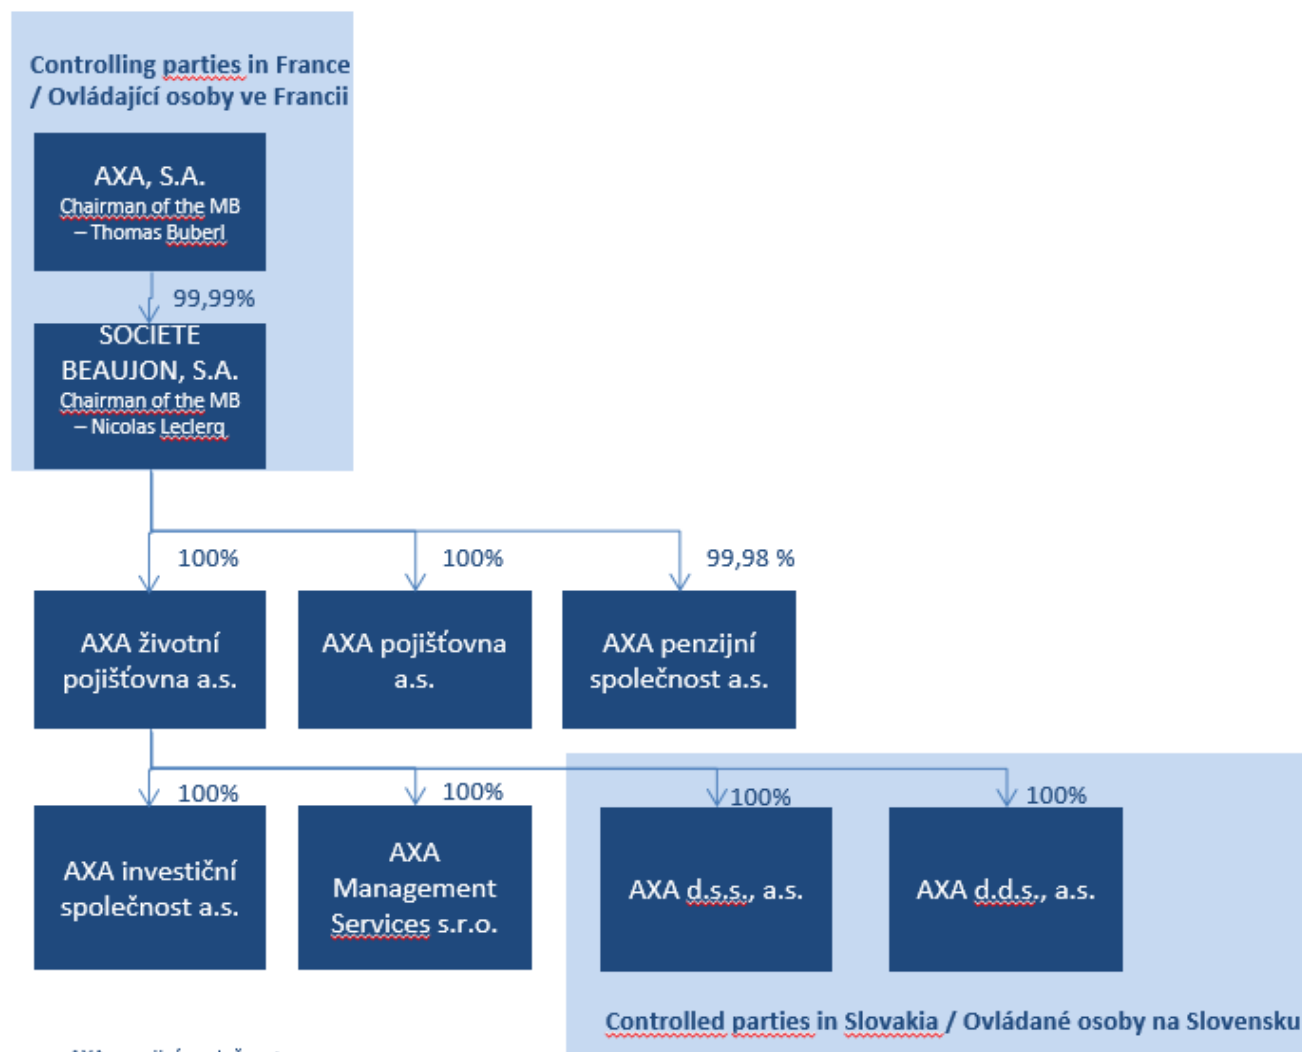 Controlling parties in France
/ Ovládající osoby ve Francii
AXA, S.A.
Chairman of the MB
– Thomas Buberl
99,99%
SOCIETE
BEAUJON, S.A.
Chairman of the MB
– Nicolas Leclerq
100%
100%
99,98 %
AXA životní
pojišťovna a.s.
AXA pojišťovna
a.s.
AXA penzijní
společnost a.s.
100%
100%
100%
100%
AXA investiční
společnost a.s.
AXA
Management
Services s.r.o.
AXA d.s.s., a.s.
AXA d.d.s., a.s.
Controlled parties in Slovakia / Ovládané osoby na Slovensku